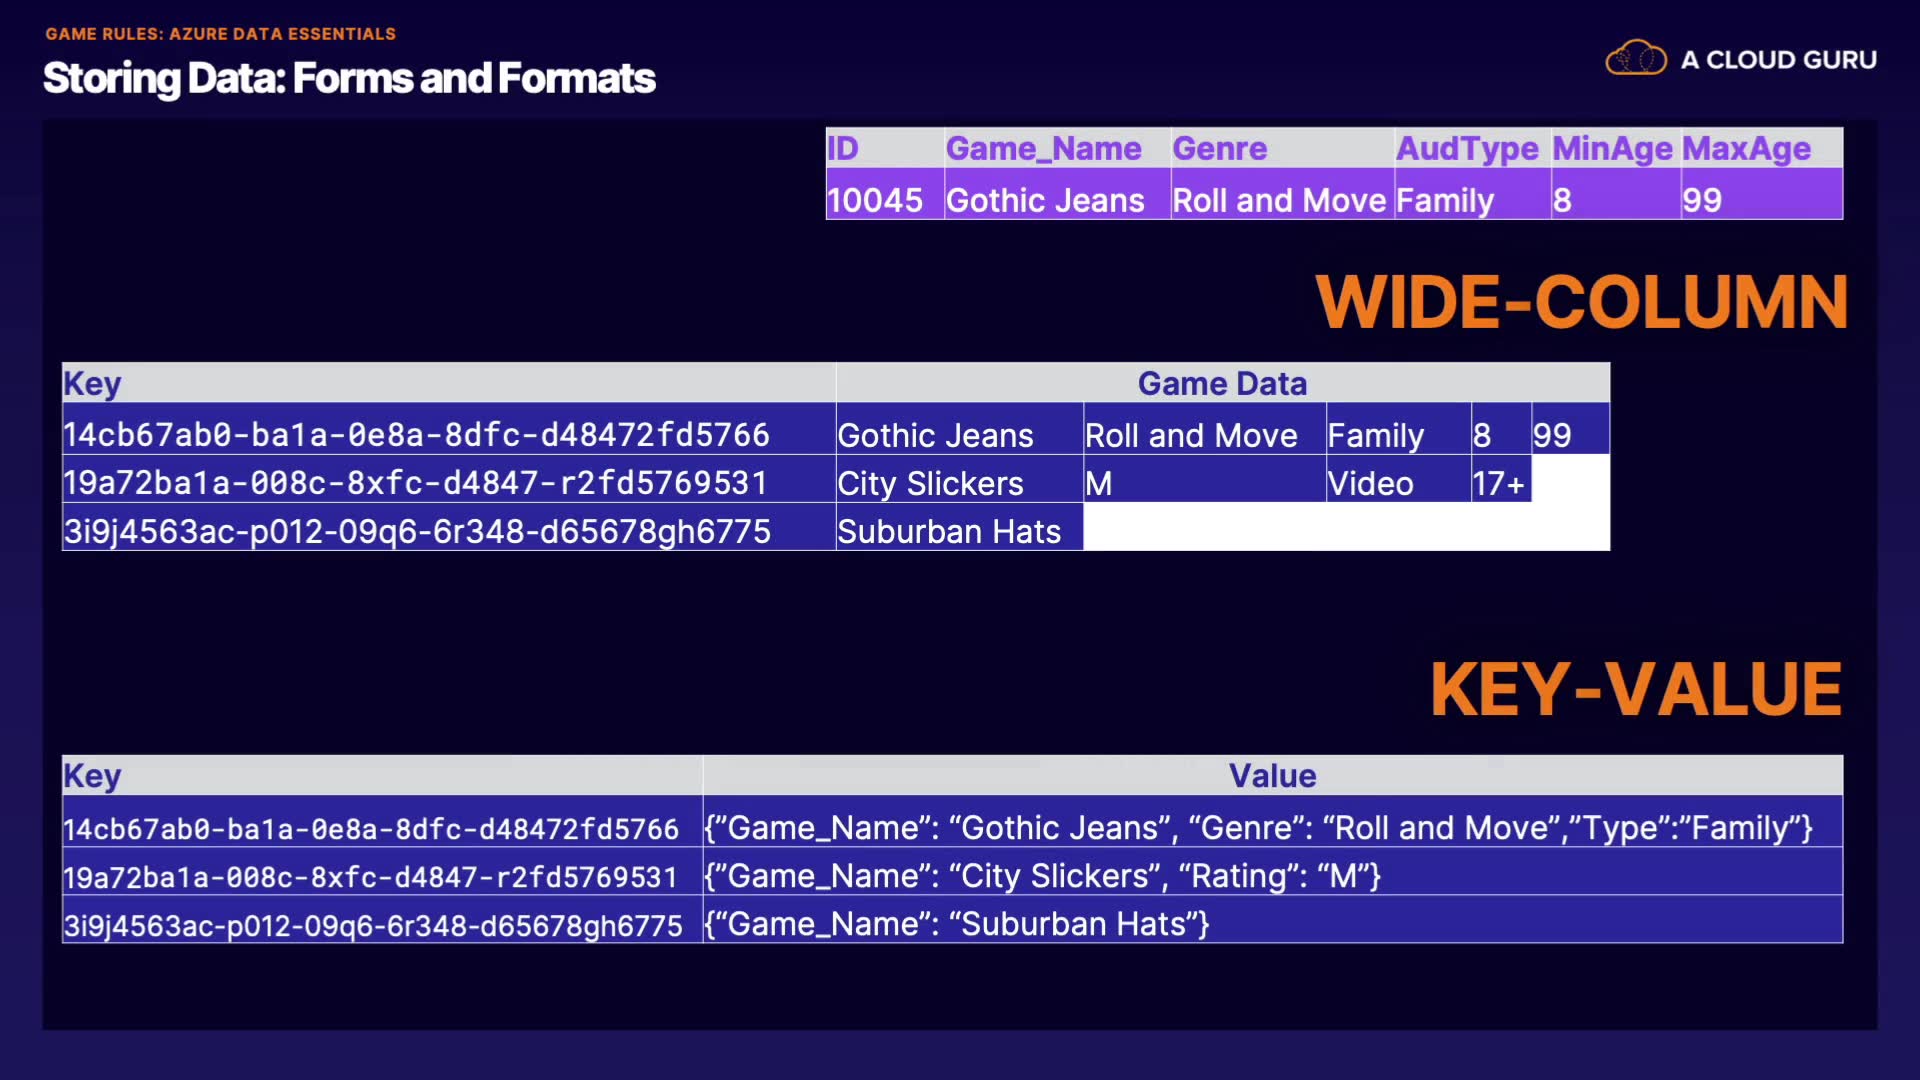 GAME RULES: AZURE DATA ESSENTIALS
Storing Data: Forms and Formats
A CLOUD GURU
ID Game_Name Genre AudType MinAge MaxAge
10045 Gothic Jeans Roll and Move Family 8 99
WIDE-COLUMN
Key Game Data
14cb67ab0-ba1a-0e8a-8dfc-d48472fd5766 Gothic Jeans Roll and Move Family 8 99
19a72ba1a-008c-8xfc-d4847-r2fd5769531 City Slickers M Video 17+
3i9j4563ac-p012-09q6-6r348-d65678gh6775 Suburban Hats
KEY-VALUE
Key Value
14cb67ab0-ba1a-0e8a-8dfc-d48472fd5766 {”Game_Name”: “Gothic Jeans”, “Genre”: “Roll and Move”,”Type”:”Family”}
19a72ba1a-008c-8xfc-d4847-r2fd5769531 {”Game_Name”: “City Slickers”, “Rating”: “M”}
3i9j4563ac-p012-09q6-6r348-d65678gh6775 {“Game_Name”: “Suburban Hats”}